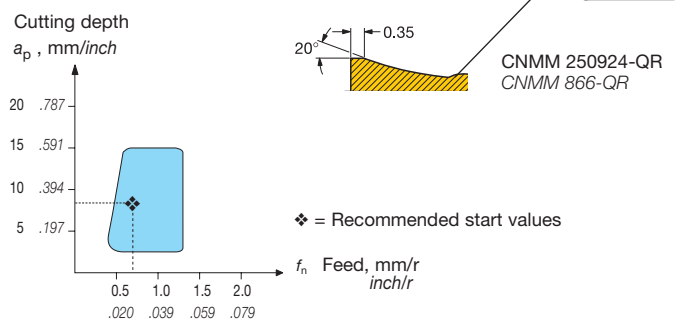 Cutting depth
aₚ , mm/inch
20 .787
15 .591
10 .394
5 .197
0.5 1.0 1.5 2.0
.020 .039 .059 .079
20°
0.35
CNMM 250924-QR
CNMM 866-QR
❖ = Recommended start values
fₙ Feed, mm/r
inch/r